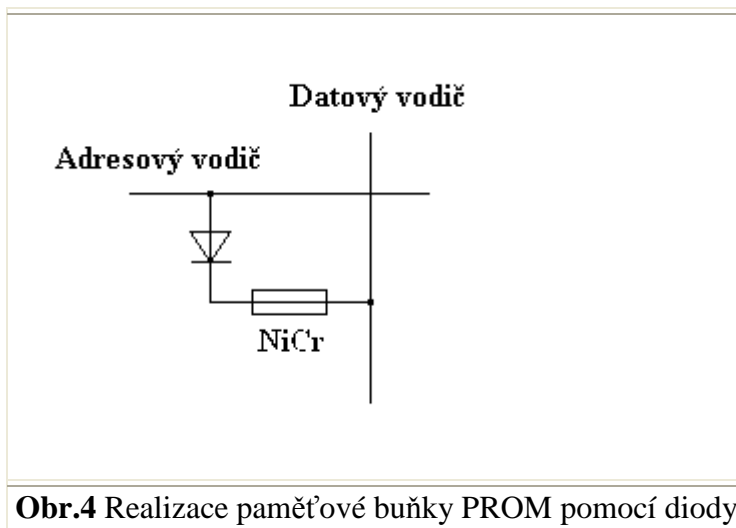 Datový vodič
Adresový vodič
NiCr
Obr.4 Realizace paměťové buňky PROM pomocí diody